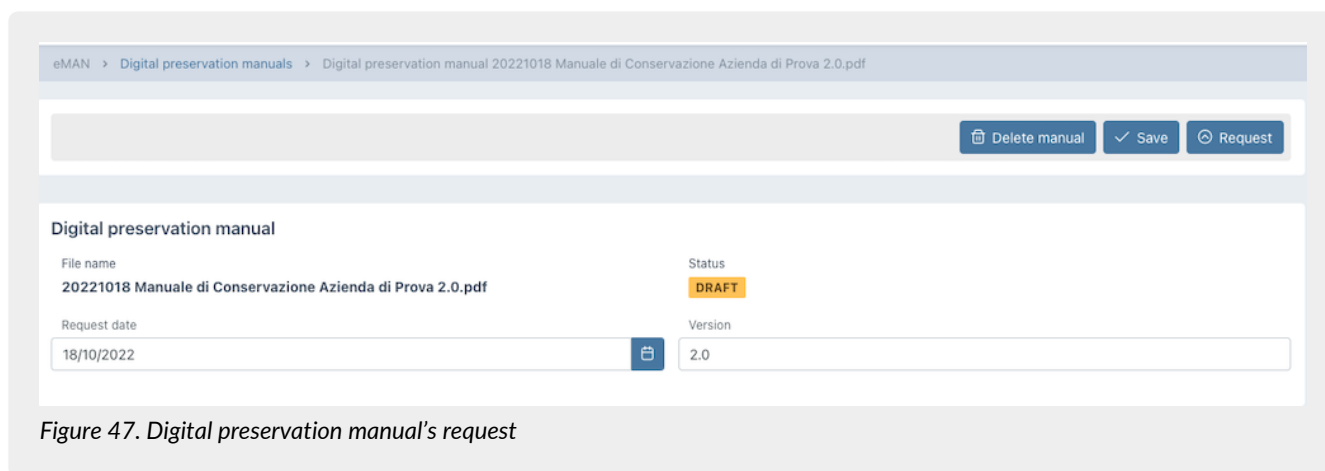 eMAN > Digital preservation manuals > Digital preservation manual 20221018 Manuale di Conservazione Azienda di Prova 2.0.pdf
Delete manual Save Request
Digital preservation manual
File name Status
20221018 Manuale di Conservazione Azienda di Prova 2.0.pdf DRAFT
Request date Version
18/10/2022 2.0
Figure 47. Digital preservation manual’s request